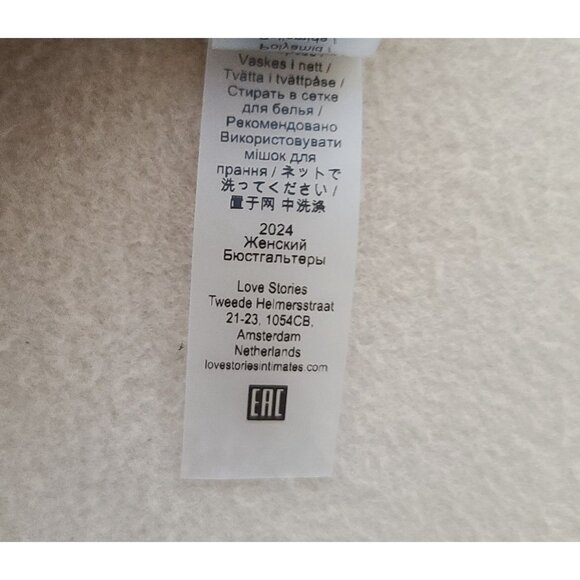 Vaskes i nett /
Tvätta i tvättpåse /
Стирать в сетке
для белья /
Рекомендовано
Використовувати
мішок для
прання / ネットで
洗ってください /
置于网 中洗涤
2024
Женский
Бюстгальтеры
Love Stories
Tweede Helmersstraat
21-23, 1054CB,
Amsterdam
Netherlands
lovestoriesintimates.com
EAC